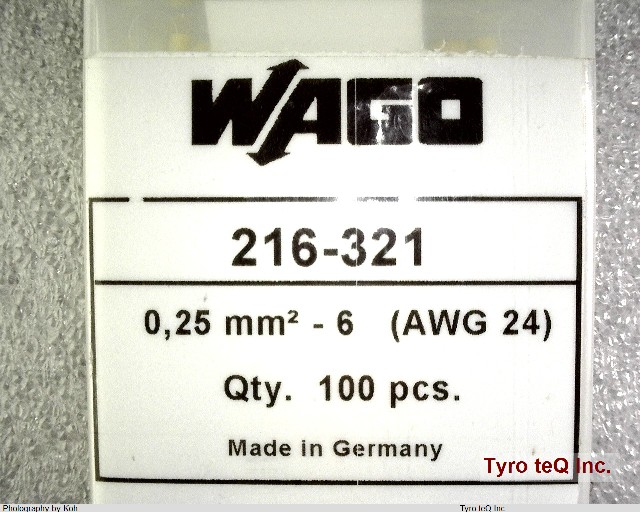 WAGO
216-321
0,25 mm² - 6 (AWG 24)
Qty. 100 pcs.
Made in Germany
Tyro teQ Inc.
Photography by Koh
Tyro teQ Inc